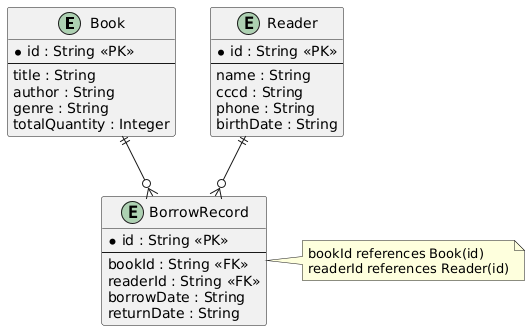 E Book
* id : String «PK»
title : String
author : String
genre : String
totalQuantity : Integer
E Reader
* id : String «PK»
name : String
cccd : String
phone : String
birthDate : String
E BorrowRecord
* id : String «PK»
bookId : String «FK»
readerId : String «FK»
borrowDate : String
returnDate : String
bookId references Book(id)
readerId references Reader(id)